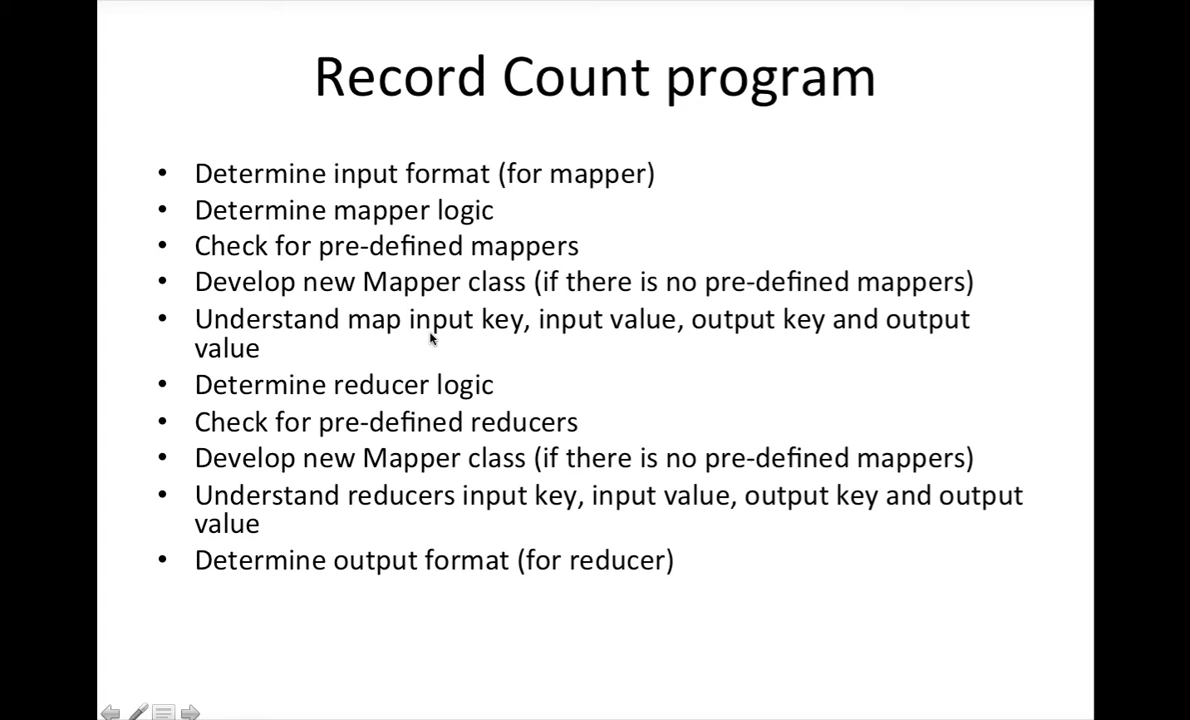 Record Count program
• Determine input format (for mapper)
• Determine mapper logic
• Check for pre-defined mappers
• Develop new Mapper class (if there is no pre-defined mappers)
• Understand map input key, input value, output key and output
value
• Determine reducer logic
• Check for pre-defined reducers
• Develop new Mapper class (if there is no pre-defined mappers)
• Understand reducers input key, input value, output key and output
value
• Determine output format (for reducer)